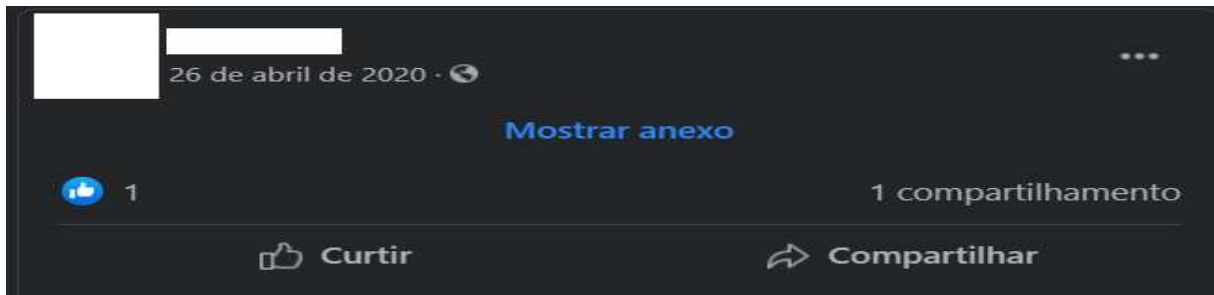 26 de abril de 2020 ·
Mostrar anexo
1
1 compartilhamento
Curtir
Compartilhar